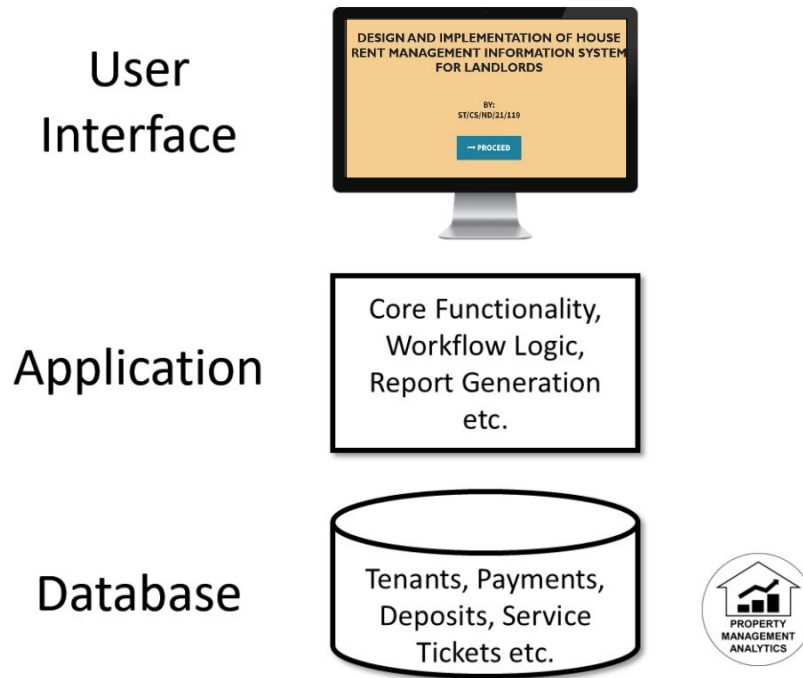 User
Interface
DESIGN AND IMPLEMENTATION OF HOUSE
RENT MANAGEMENT INFORMATION SYSTEM
FOR LANDLORDS
BY:
ST/CS/ND/21/119
→ PROCEED
Application
Core Functionality,
Workflow Logic,
Report Generation
etc.
Database
Tenants, Payments,
Deposits, Service
Tickets etc.
PROPERTY
MANAGEMENT
ANALYTICS